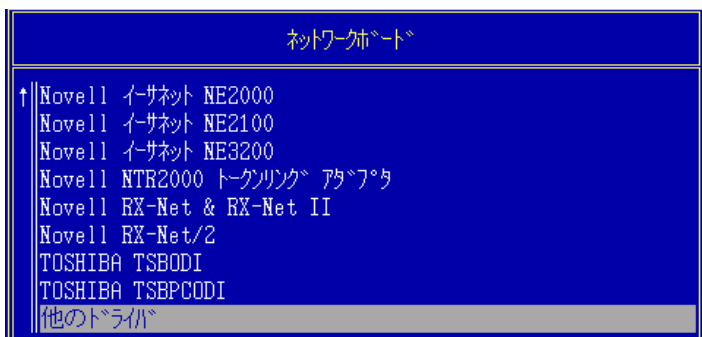 ﾈｯﾄﾜｰｸﾎﾞｰﾄﾞ
↑Novell ｲｰｻﾈｯﾄ NE2000
Novell ｲｰｻﾈｯﾄ NE2100
Novell ｲｰｻﾈｯﾄ NE3200
Novell NTR2000 ﾄｰｸﾝﾘﾝｸﾞ ｱﾀﾞﾌﾟﾀ
Novell RX-Net & RX-Net II
Novell RX-Net/2
TOSHIBA TSBODI
TOSHIBA TSBPCODI
他のﾄﾞﾗｲﾊﾞ